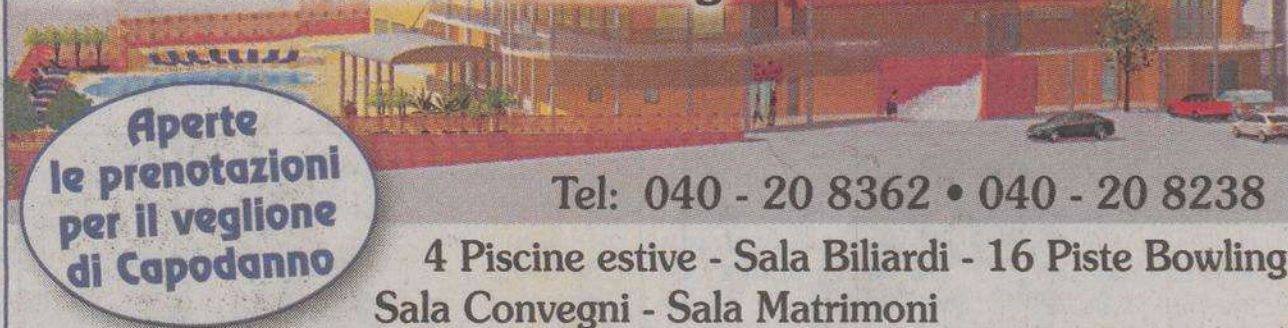 Aperte
le prenotazioni
per il veglione
di Capodanno
Tel: 040 - 20 8362 • 040 - 20 8238
4 Piscine estive - Sala Biliardi - 16 Piste Bowling
Sala Convegni - Sala Matrimoni